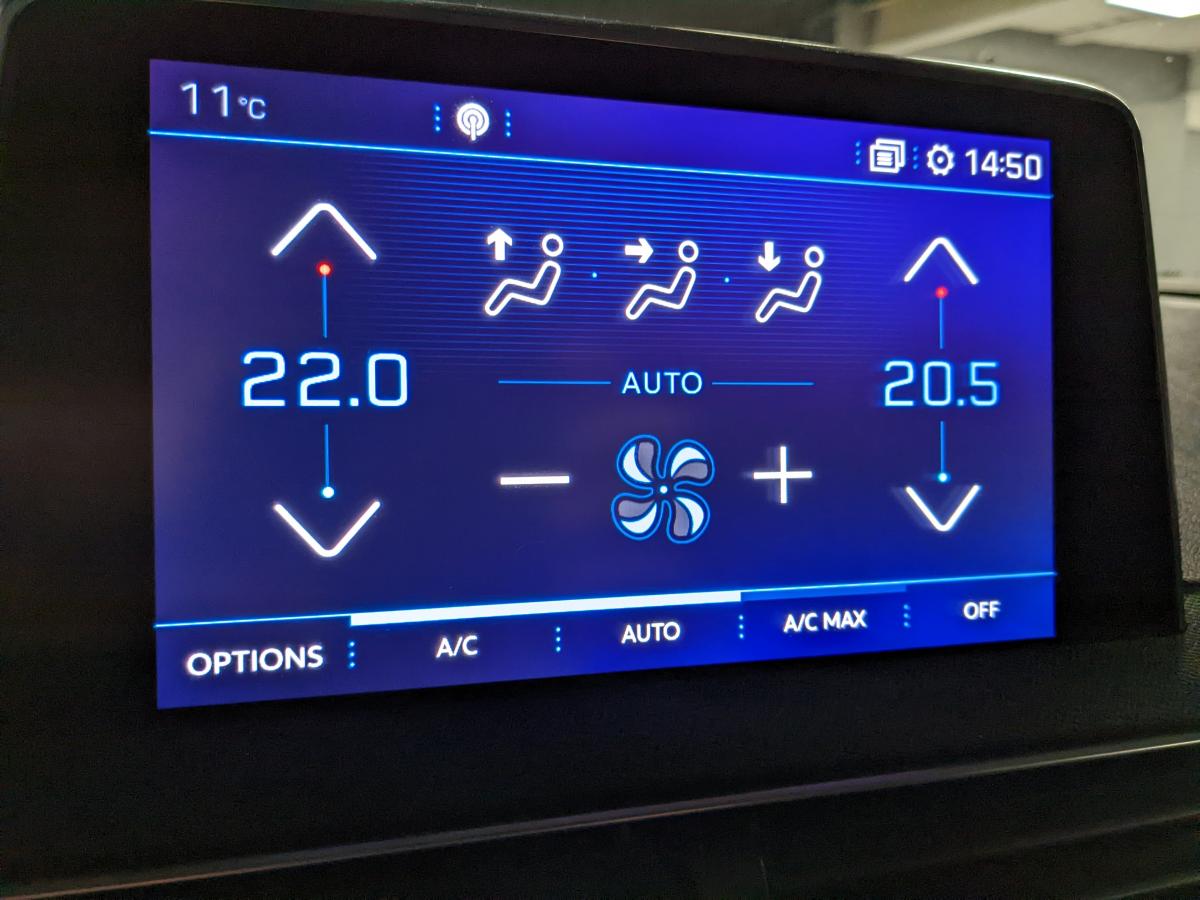 11°C
14:50
22.0
AUTO
20.5
OPTIONS
A/C
AUTO
A/C MAX
OFF